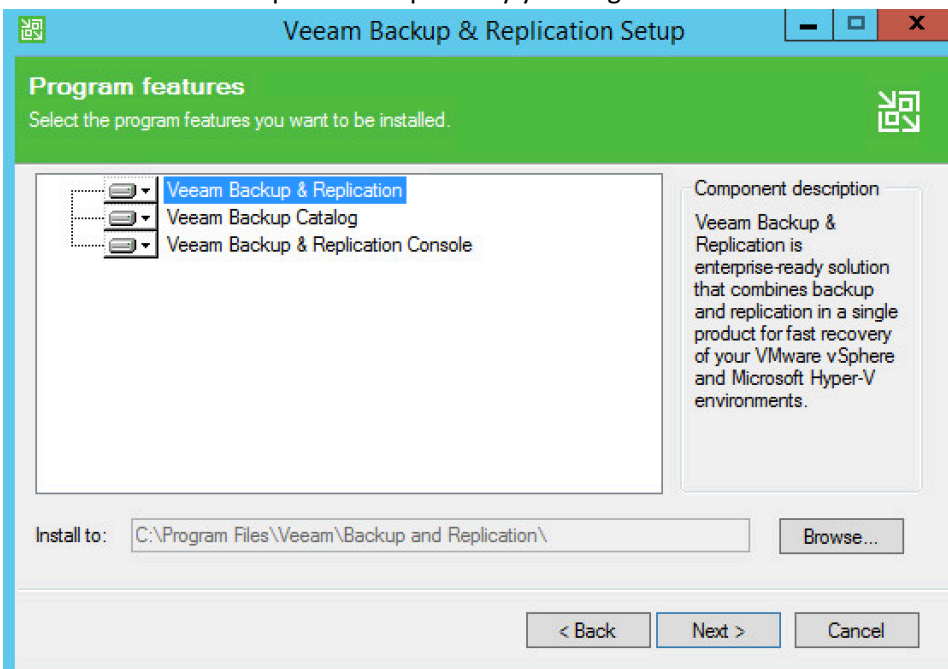 Veeam Backup & Replication Setup
Program features
Select the program features you want to be installed.
Veeam Backup & Replication
Veeam Backup Catalog
Veeam Backup & Replication Console
Component description
Veeam Backup &
Replication is
enterprise-ready solution
that combines backup
and replication in a single
product for fast recovery
of your VMware vSphere
and Microsoft Hyper-V
environments.
Install to:
C:\Program Files\Veeam\Backup and Replication\
Browse...
< Back
Next >
Cancel